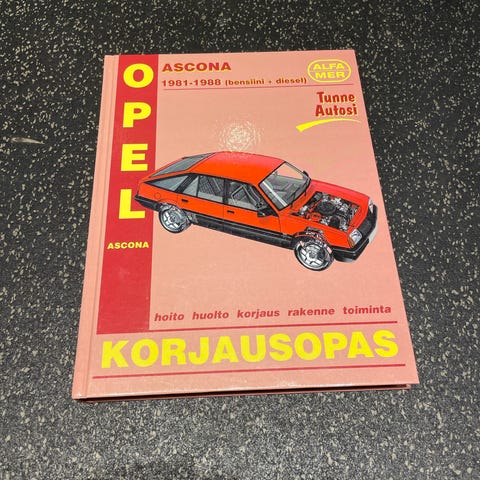 OPEL
ASCONA
ASCONA
1981-1988 (bensiini + diesel)
ALFA
MER
Tunne
Autosi
hoito huolto korjaus rakenne toiminta
KORJAUSOPAS